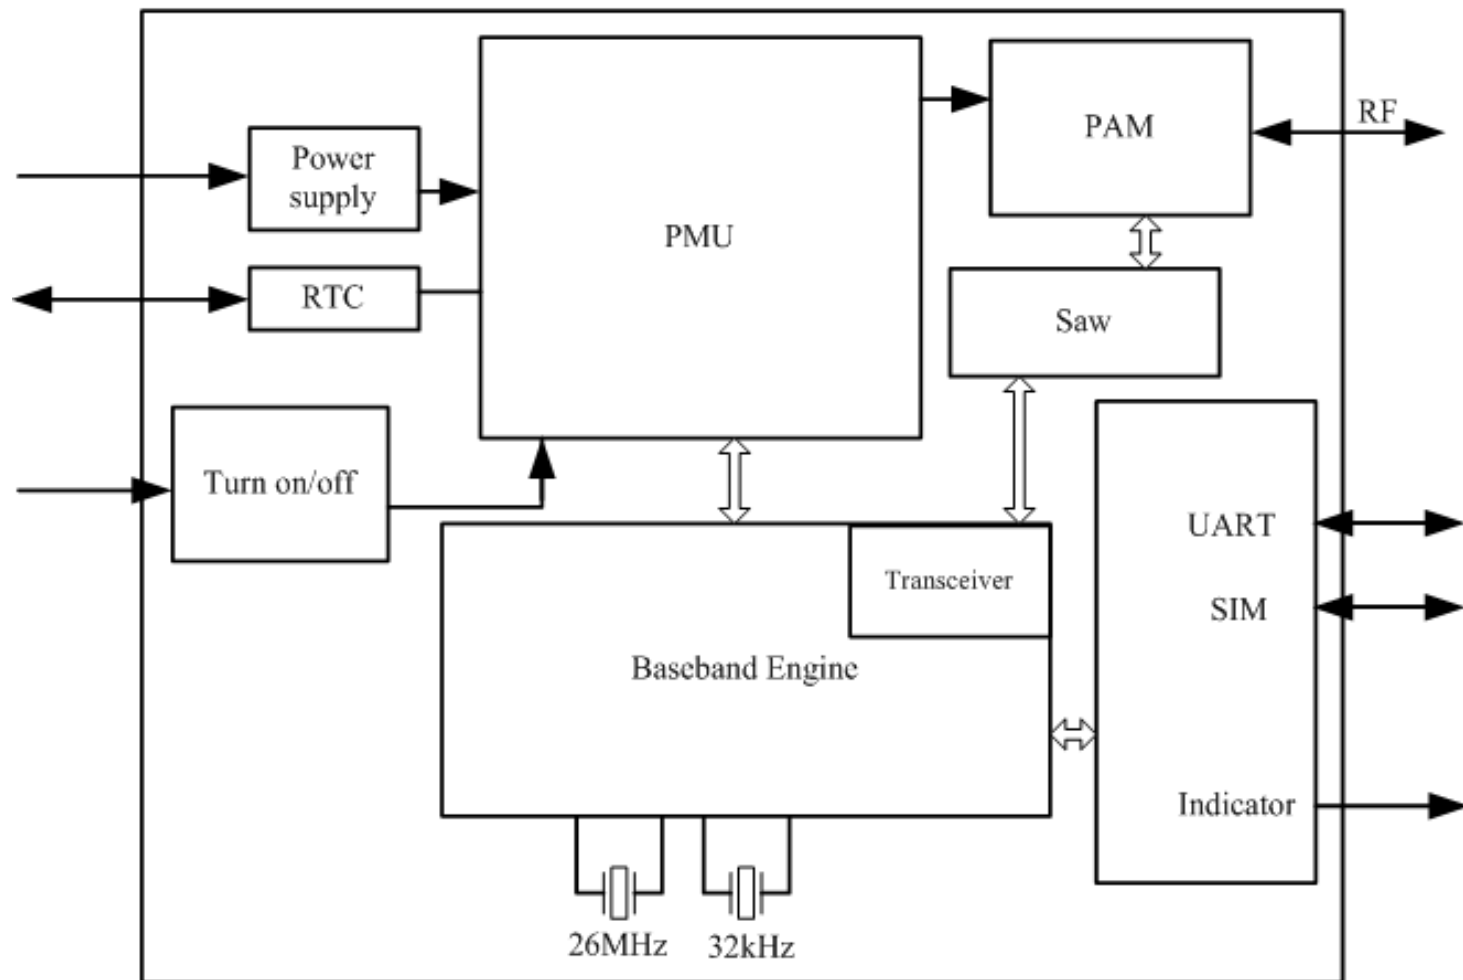 RF
PAM
Power
supply
PMU
RTC
Saw
Turn on/off
UART
Transceiver
SIM
Baseband Engine
Indicator
26MHz
32kHz